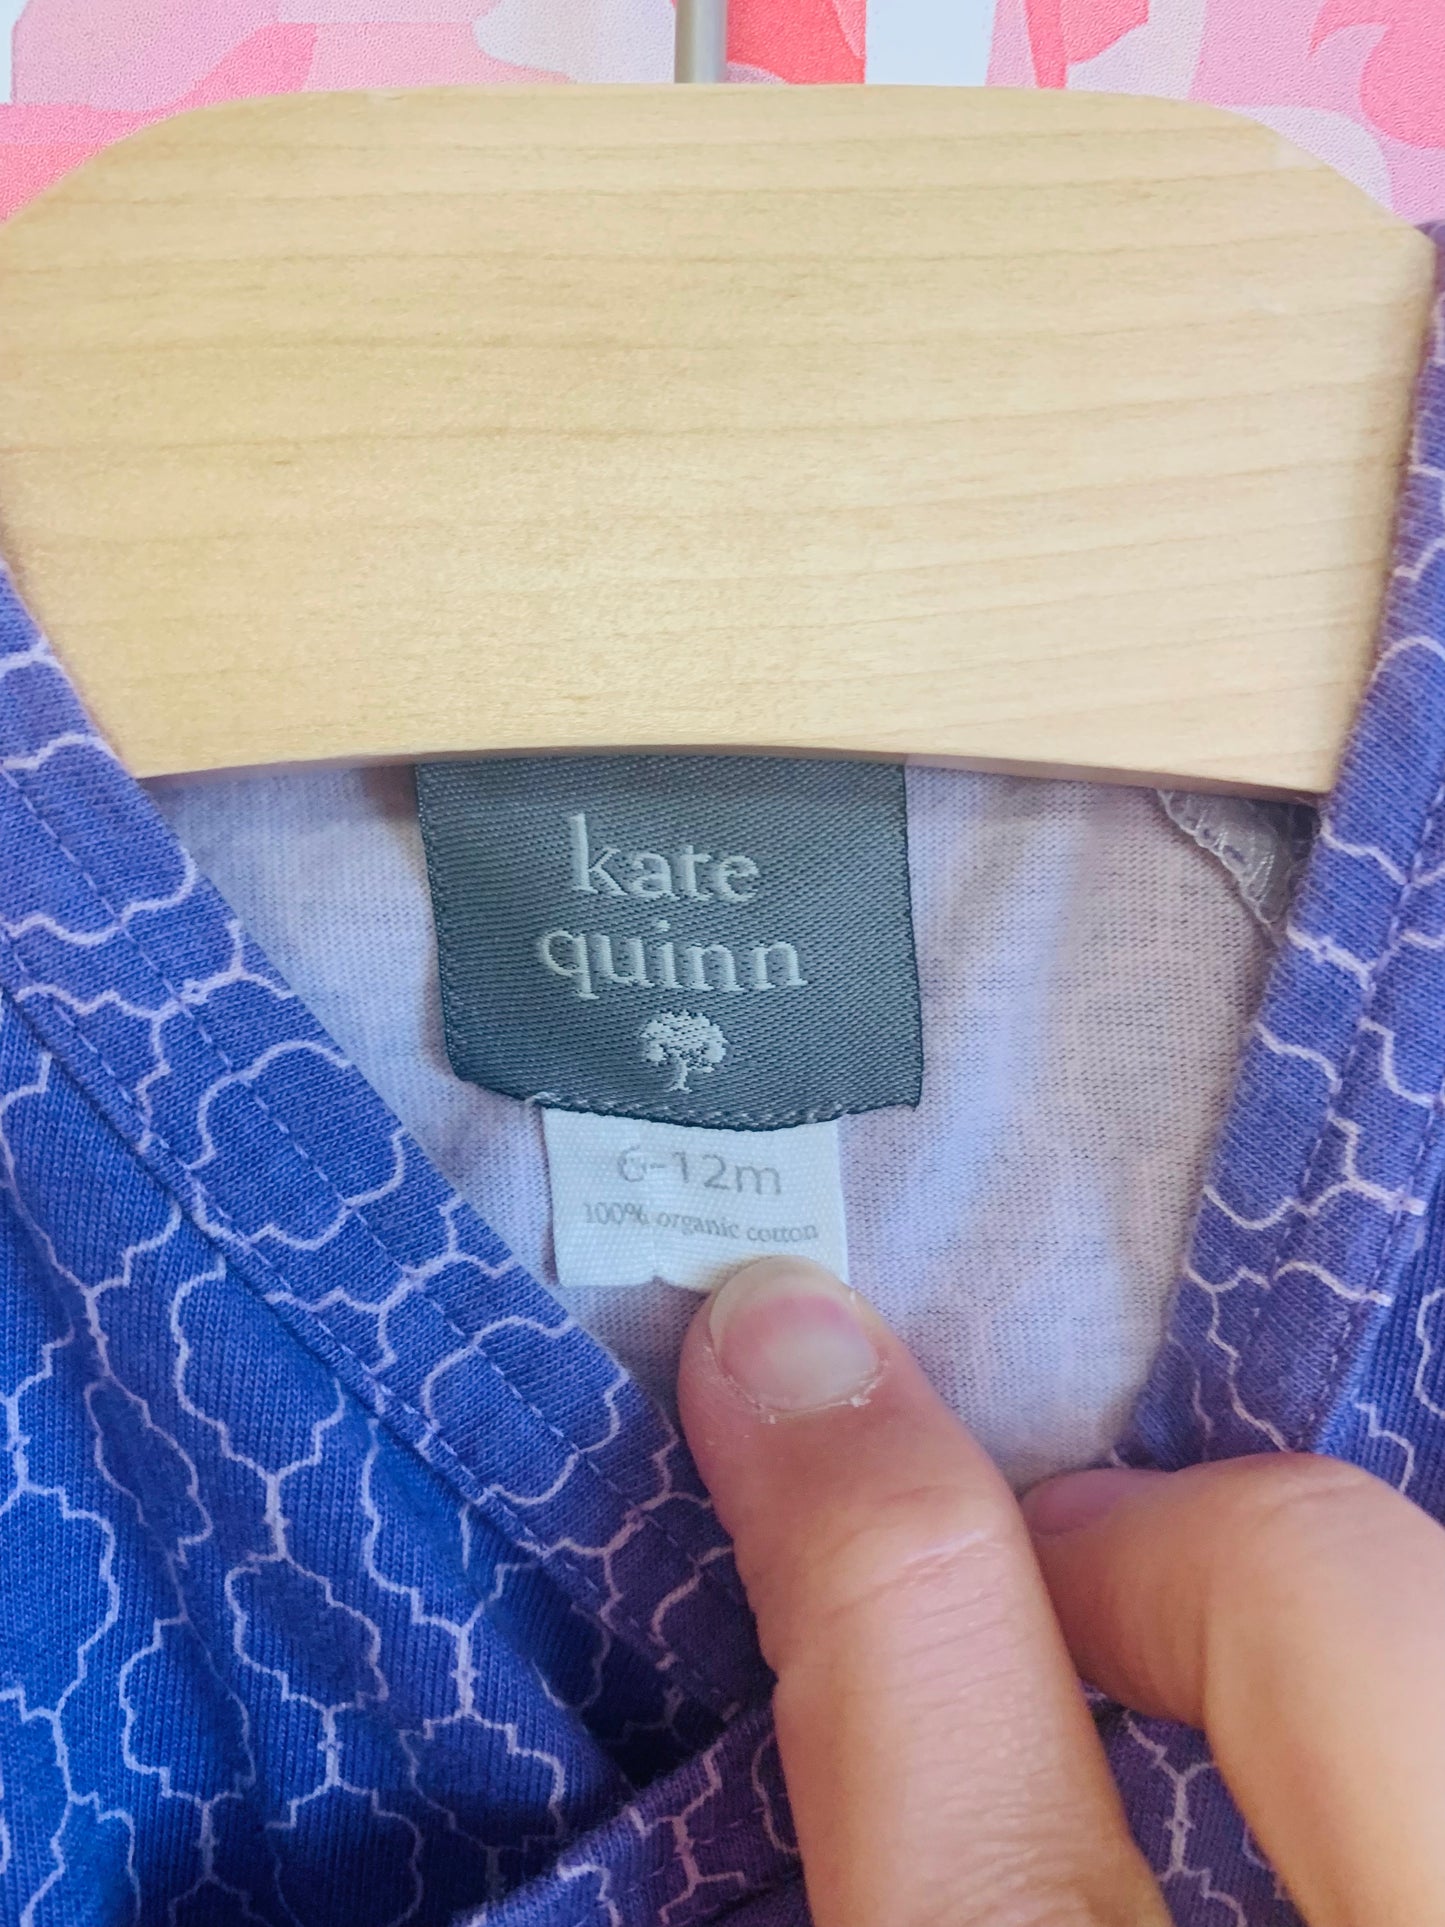 kate
quinn
6-12m
100% organic cotton